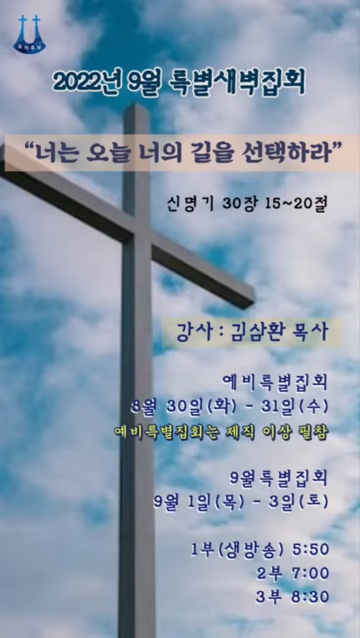 2022년 9월 특별새벽집회
“너는 오늘 너의 길을 선택하라”
신명기 30장 15~20절
강사 : 김삼환 목사
예비특별집회
8월 30일(화) - 31일(수)
예비특별집회는 제직 이상 필참
9월특별집회
9월 1일(목) - 3일(토)
1부(생방송) 5:50
2부 7:00
3부 8:30